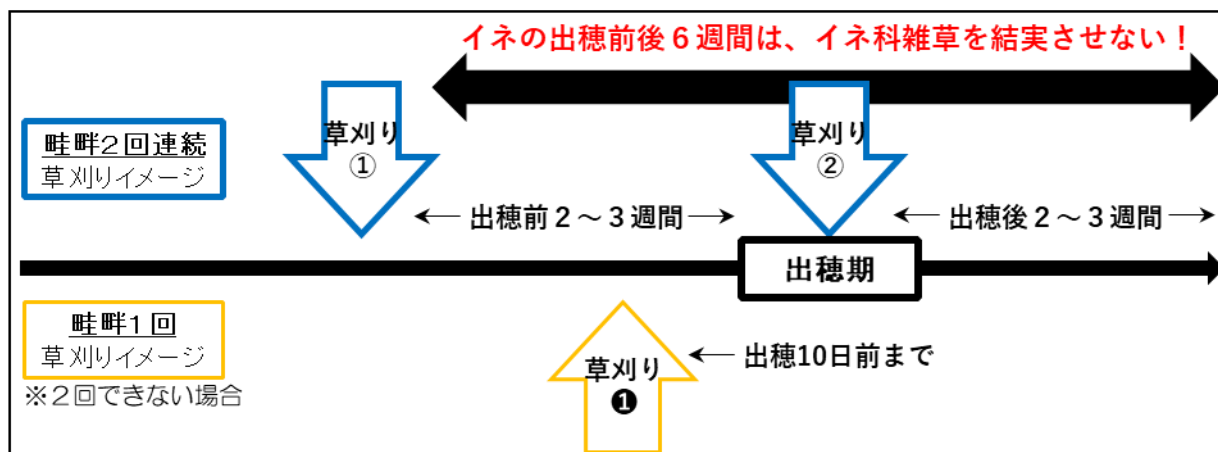 イネの出穂前後６週間は、イネ科雑草を結実させない！
畦畔2回連続
草刈りイメージ
草刈り
①
草刈り
②
← 出穂前２～３週間 →
← 出穂後２～３週間 →
出穂期
畦畔1回
草刈りイメージ
※２回できない場合
草刈り
❶
← 出穂10日前まで